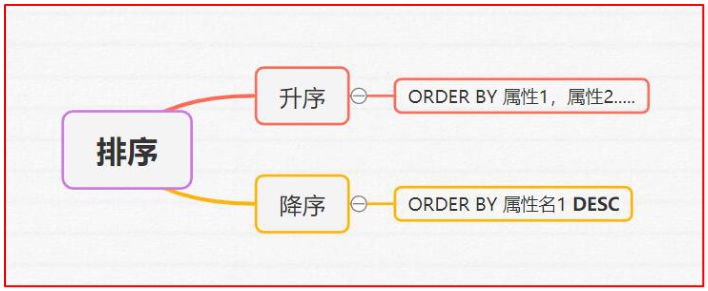 排序
升序
ORDER BY 属性1，属性2.....
降序
ORDER BY 属性名1 DESC